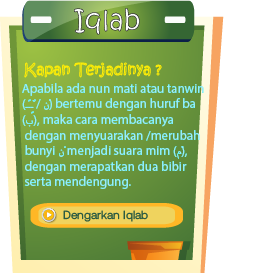 Iqlab
Kapan Terjadinya ?
Apabila ada nun mati atau tanwin
(ـًـٍـٌ / نْ) bertemu dengan huruf ba
(ب), maka cara membacanya
dengan menyuarakan /merubah
bunyi نْ menjadi suara mim (م),
dengan merapatkan dua bibir
serta mendengung.
Dengarkan Iqlab